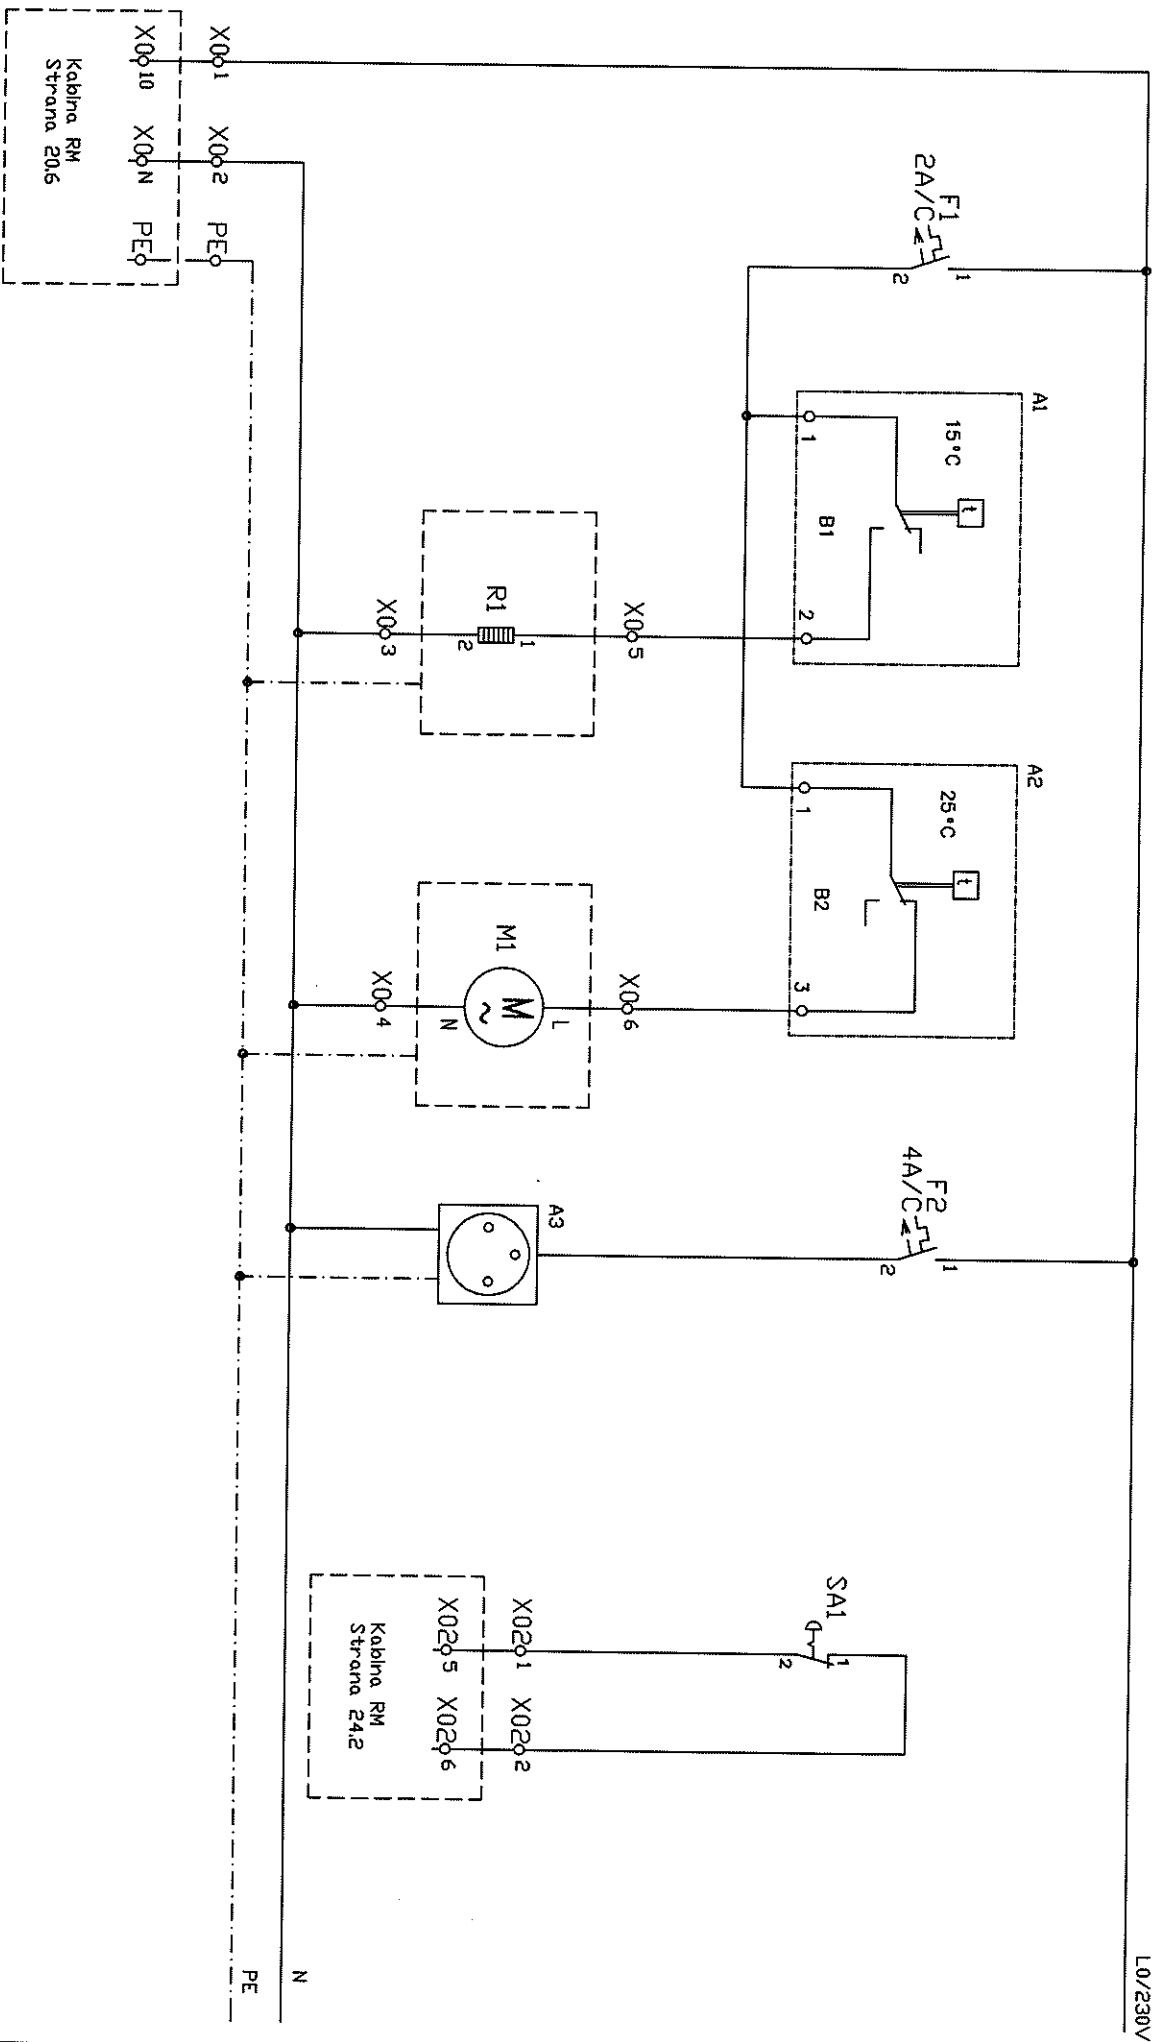 L0/230V
F1
2A/C
1
2
A1
15°C
t
B1
1
2
A2
25°C
t
B2
1
3
F2
4A/C
1
2
SA1
1
2
X0 5
R1
1
2
X0 3
X0 6
M1
M
~
L
N
X0 4
A3
X02 1
X02 2
X02 5
X02 6
Kabina RM
Strana 24.2
N
PE
X0 1
X0 2
PE
X0 10
X0 N
PE
Kabina RM
Strana 20.6